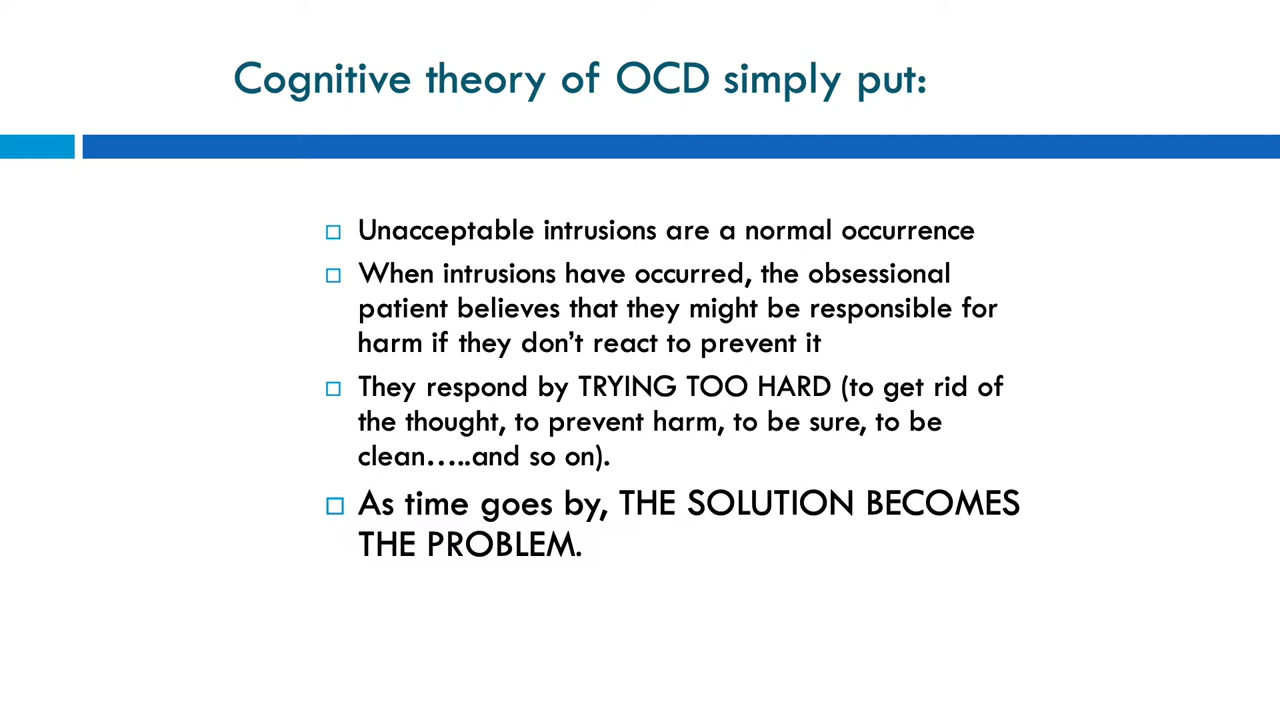 Cognitive theory of OCD simply put:
Unacceptable intrusions are a normal occurrence
When intrusions have occurred, the obsessional
patient believes that they might be responsible for
harm if they don’t react to prevent it
They respond by TRYING TOO HARD (to get rid of
the thought, to prevent harm, to be sure, to be
clean…..and so on).
As time goes by, THE SOLUTION BECOMES
THE PROBLEM.